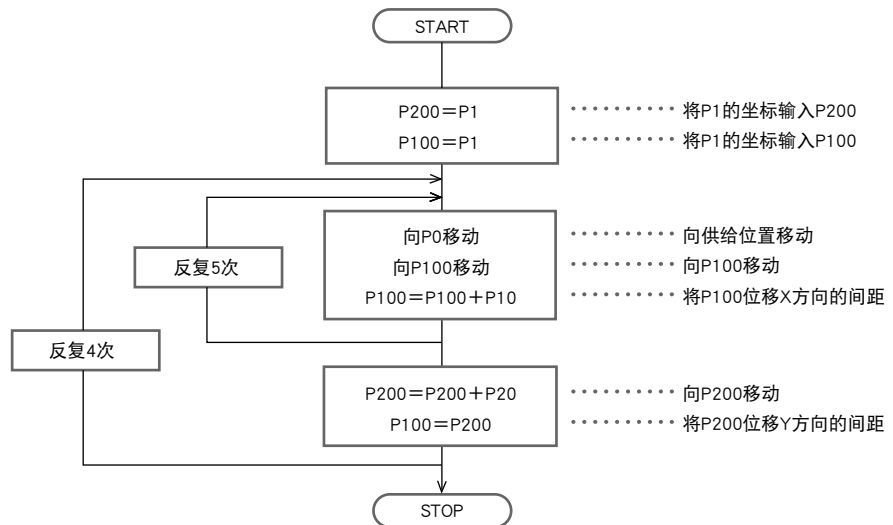 START
P200＝P1
P100＝P1
·········· 将P1的坐标输入P200
·········· 将P1的坐标输入P100
向P0移动
向P100移动
P100＝P100＋P10
·········· 向供给位置移动
·········· 向P100移动
·········· 将P100位移X方向的间距
反复5次
反复4次
P200＝P200＋P20
P100＝P200
·········· 向P200移动
·········· 将P200位移Y方向的间距
STOP